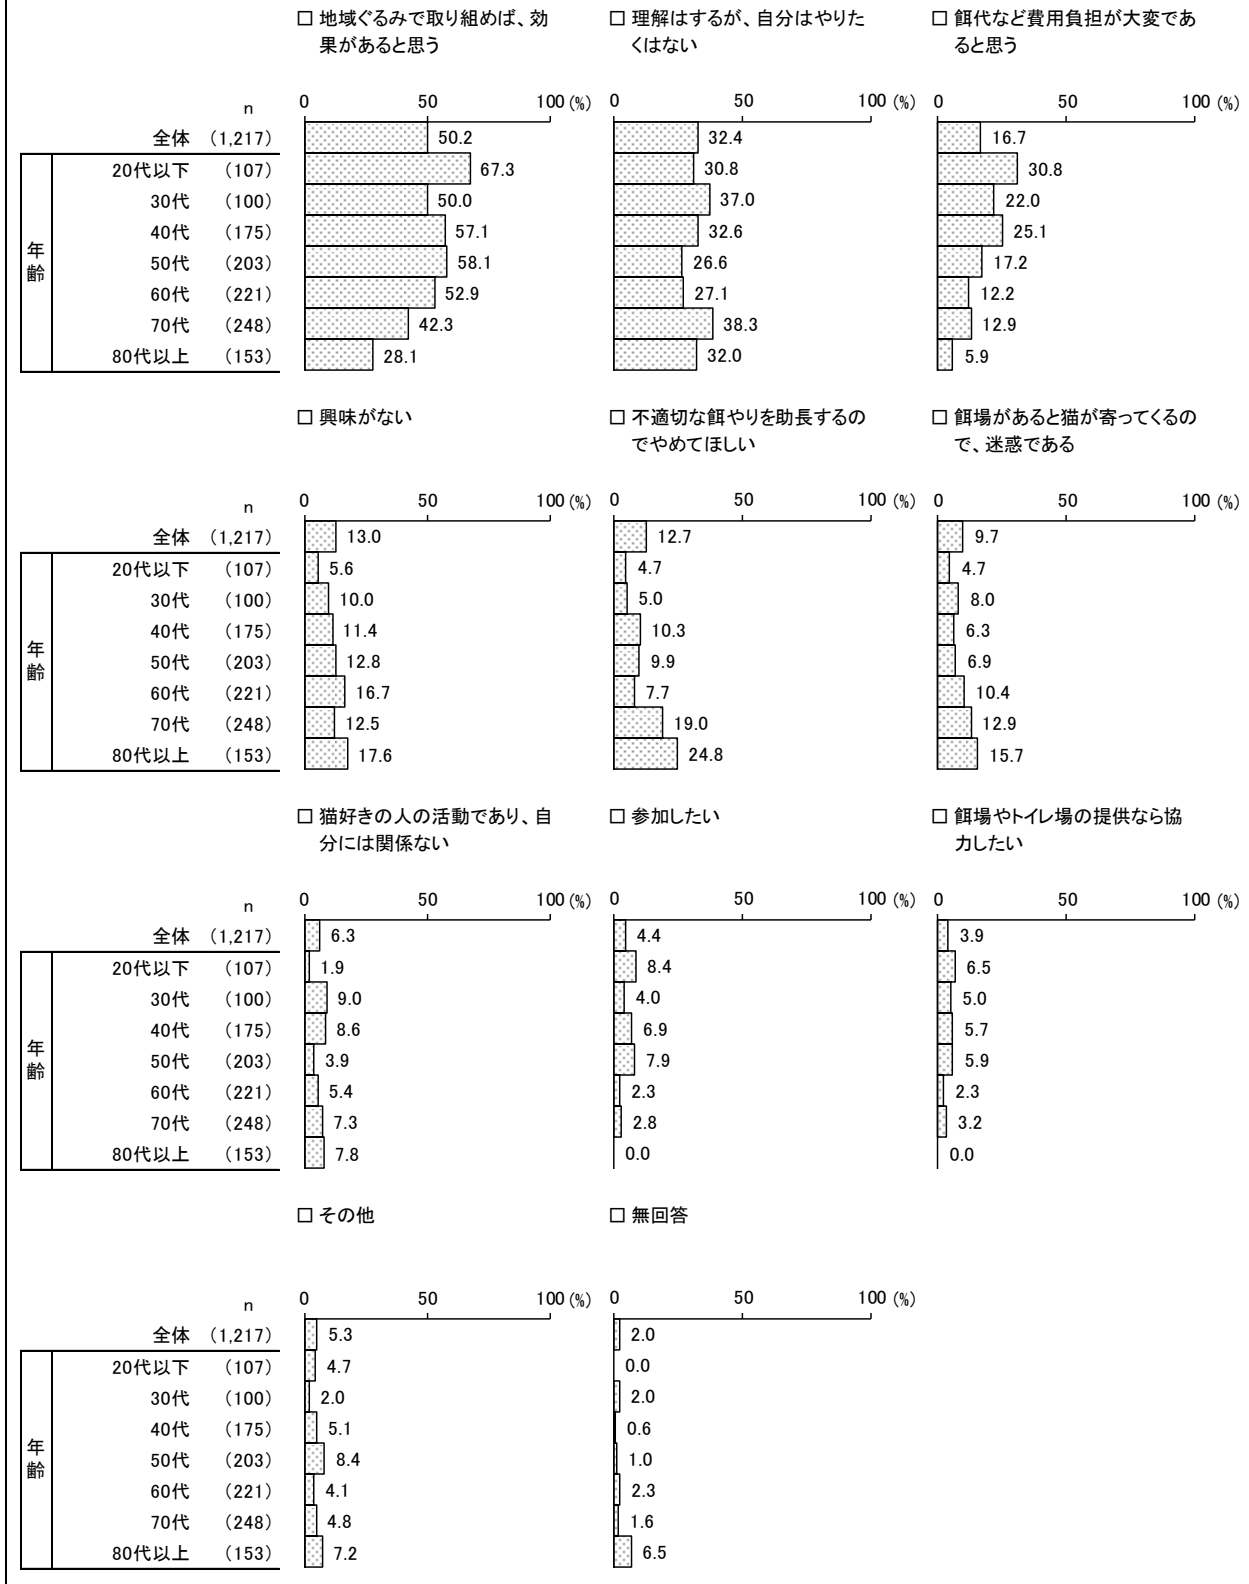 □ 地域ぐるみで取り組めば、効
果があると思う
□ 理解はするが、自分はやりた
くはない
□ 餌代など費用負担が大変であ
ると思う
n 0 50 100 (%) 0 50 100 (%) 0 50 100 (%)
全体 (1,217) 50.2 32.4 16.7
年齢
20代以下 (107) 67.3 30.8 30.8
30代 (100) 50.0 37.0 22.0
40代 (175) 57.1 32.6 25.1
50代 (203) 58.1 26.6 17.2
60代 (221) 52.9 27.1 12.2
70代 (248) 42.3 38.3 12.9
80代以上 (153) 28.1 32.0 5.9
□ 興味がない
□ 不適切な餌やりを助長するの
でやめてほしい
□ 餌場があると猫が寄ってくるの
で、迷惑である
n 0 50 100 (%) 0 50 100 (%) 0 50 100 (%)
全体 (1,217) 13.0 12.7 9.7
年齢
20代以下 (107) 5.6 4.7 4.7
30代 (100) 10.0 5.0 8.0
40代 (175) 11.4 10.3 6.3
50代 (203) 12.8 9.9 6.9
60代 (221) 16.7 7.7 10.4
70代 (248) 12.5 19.0 12.9
80代以上 (153) 17.6 24.8 15.7
□ 猫好きの人の活動であり、自
分には関係ない
□ 参加したい
□ 餌場やトイレ場の提供なら協
力したい
n 0 50 100 (%) 0 50 100 (%) 0 50 100 (%)
全体 (1,217) 6.3 4.4 3.9
年齢
20代以下 (107) 1.9 8.4 6.5
30代 (100) 9.0 4.0 5.0
40代 (175) 8.6 6.9 5.7
50代 (203) 3.9 7.9 5.9
60代 (221) 5.4 2.3 2.3
70代 (248) 7.3 2.8 3.2
80代以上 (153) 7.8 0.0 0.0
□ その他
□ 無回答
n 0 50 100 (%) 0 50 100 (%)
全体 (1,217) 5.3 2.0
年齢
20代以下 (107) 4.7 0.0
30代 (100) 2.0 2.0
40代 (175) 5.1 0.6
50代 (203) 8.4 1.0
60代 (221) 4.1 2.3
70代 (248) 4.8 1.6
80代以上 (153) 7.2 6.5